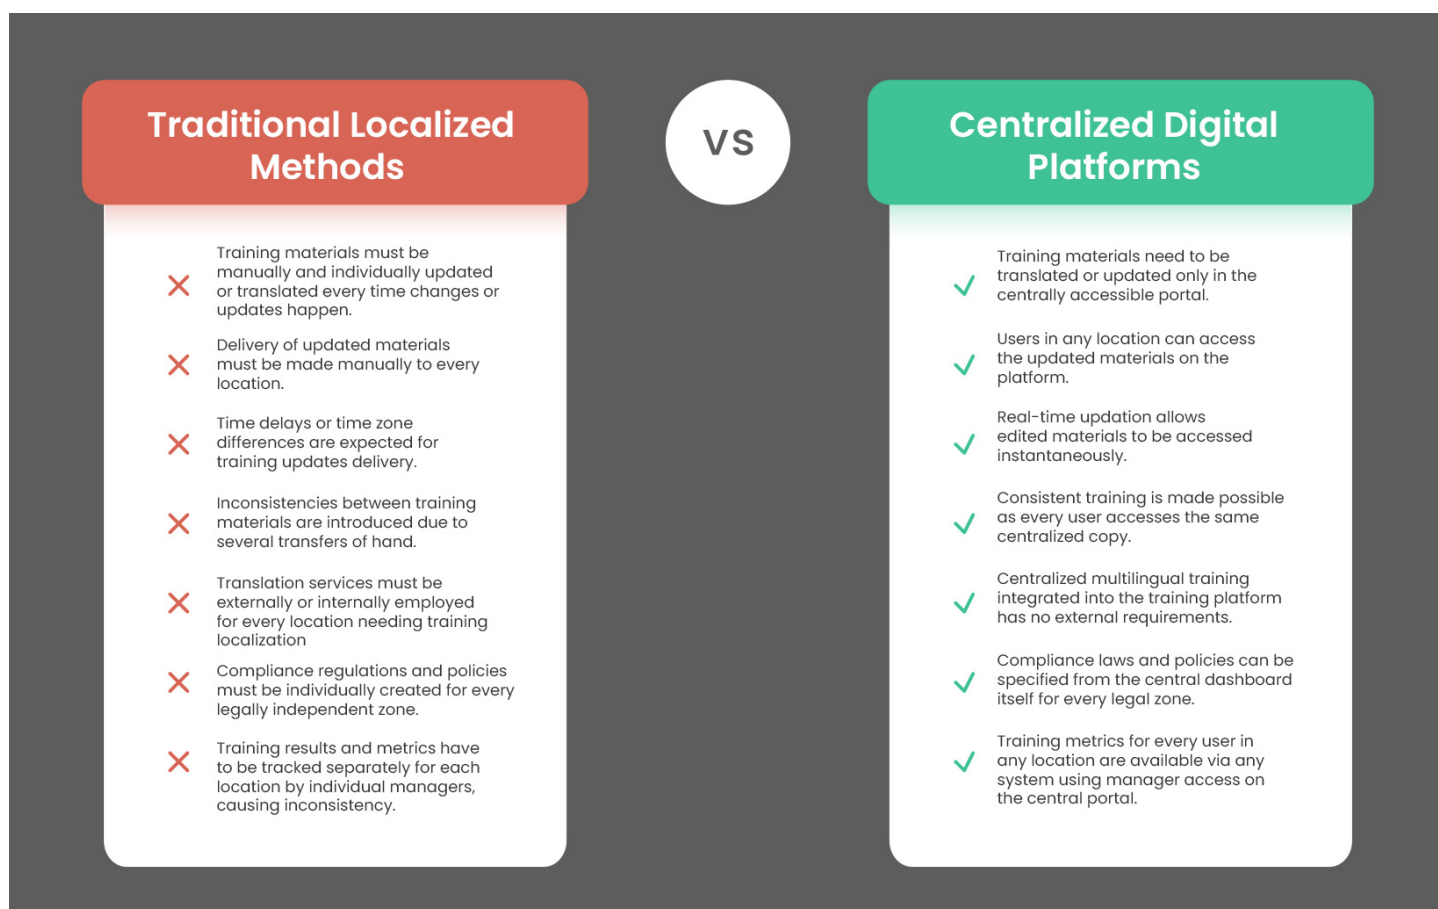 Traditional Localized
Methods
Training materials must be
manually and individually updated
or translated every time changes or
updates happen.
Delivery of updated materials
must be made manually to every
location.
Time delays or time zone
differences are expected for
training updates delivery.
Inconsistencies between training
materials are introduced due to
several transfers of hand.
Translation services must be
externally or internally employed
for every location needing training
localization
Compliance regulations and policies
must be individually created for every
legally independent zone.
Training results and metrics have
to be tracked separately for each
location by individual managers,
causing inconsistency.
VS
Centralized Digital
Platforms
Training materials need to be
translated or updated only in the
centrally accessible portal.
Users in any location can access
the updated materials on the
platform.
Real-time updation allows
edited materials to be accessed
instantaneously.
Consistent training is made possible
as every user accesses the same
centralized copy.
Centralized multilingual training
integrated into the training platform
has no external requirements.
Compliance laws and policies can be
specified from the central dashboard
itself for every legal zone.
Training metrics for every user in
any location are available via any
system using manager access on
the central portal.